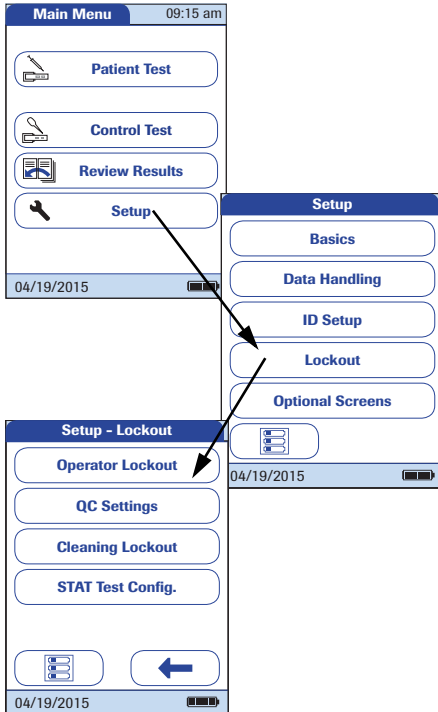 Main Menu 09:15 am
Patient Test
Control Test
Review Results
Setup
04/19/2015
Setup
Basics
Data Handling
ID Setup
Lockout
Optional Screens
04/19/2015
Setup - Lockout
Operator Lockout
QC Settings
Cleaning Lockout
STAT Test Config.
04/19/2015